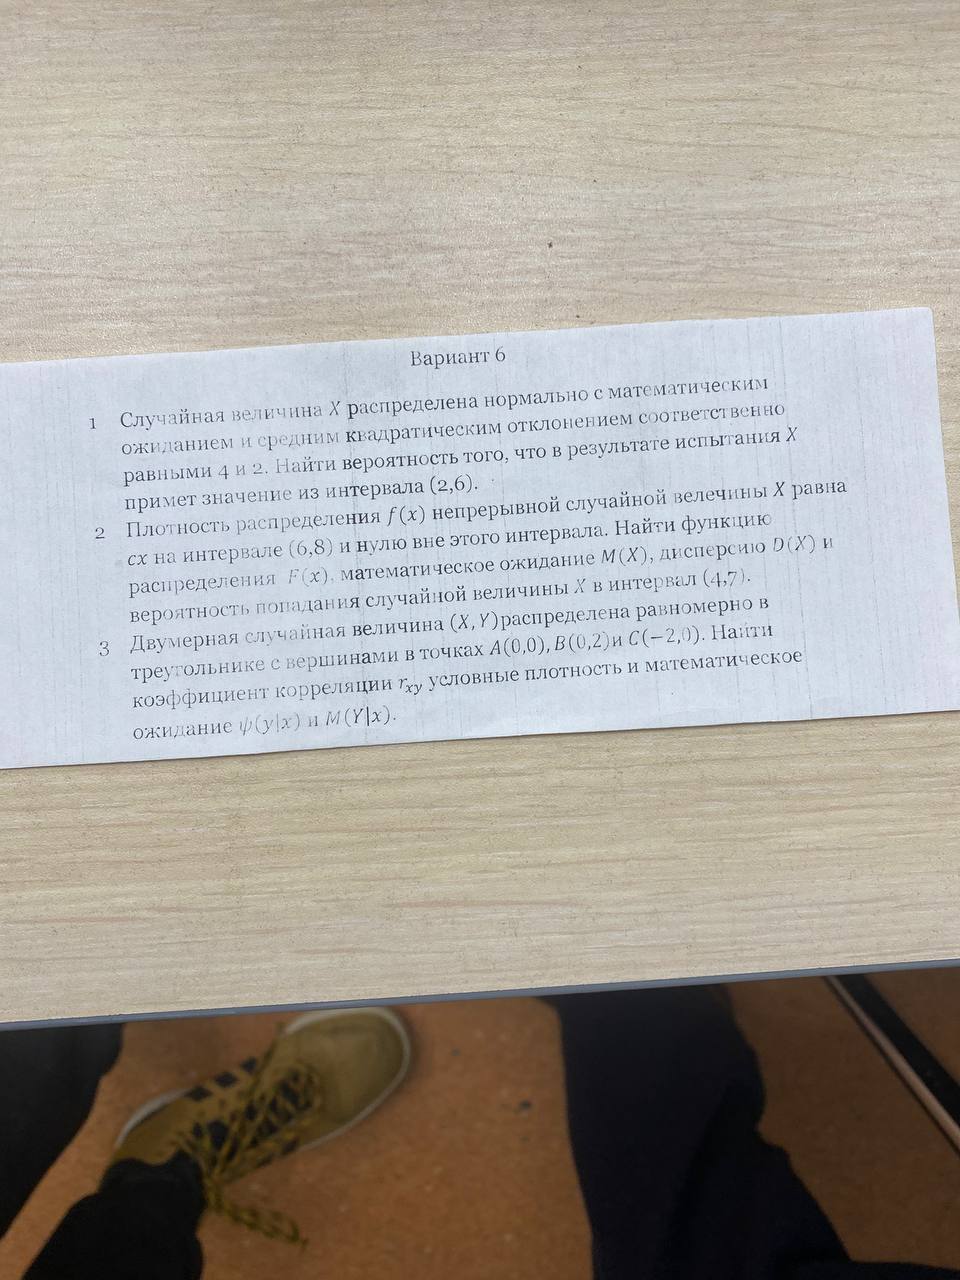 Вариант 6
1 Случайная величина X распределена нормально с математическим
ожиданием и средним квадратическим отклонением соответственно
равными 4 и 2. Найти вероятность того, что в результате испытания X
примет значение из интервала (2,6).
2 Плотность распределения f(x) непрерывной случайной велечины X равна
cx на интервале (6,8) и нулю вне этого интервала. Найти функцию
распределения F(x), математическое ожидание M(X), дисперсию D(X) и
вероятность попадания случайной величины X в интервал (4,7).
3 Двумерная случайная величина (X,Y)распределена равномерно в
треугольнике с вершинами в точках A(0,0), B(0,2)и C(−2,0). Найти
коэффициент корреляции rxy условные плотность и математическое
ожидание ψ(y|x) и M(Y|x).